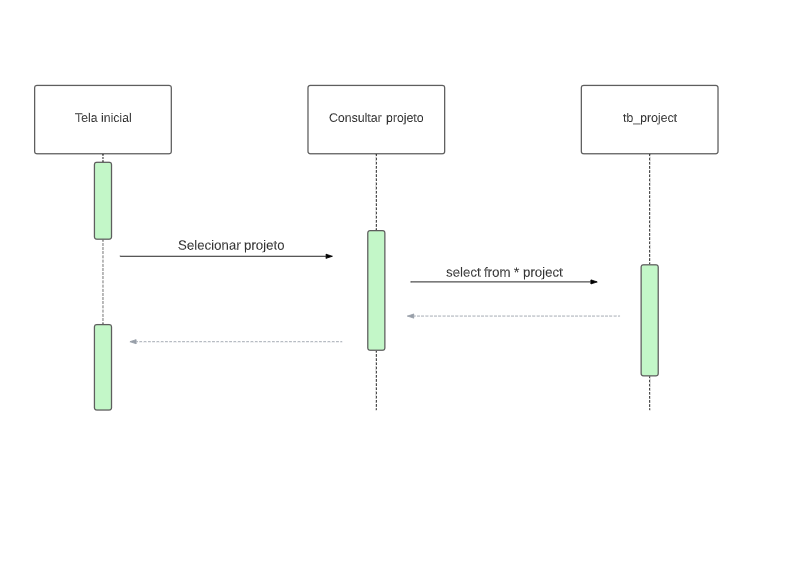 Tela inicial
Consultar projeto
tb_project
Selecionar projeto
select from * project